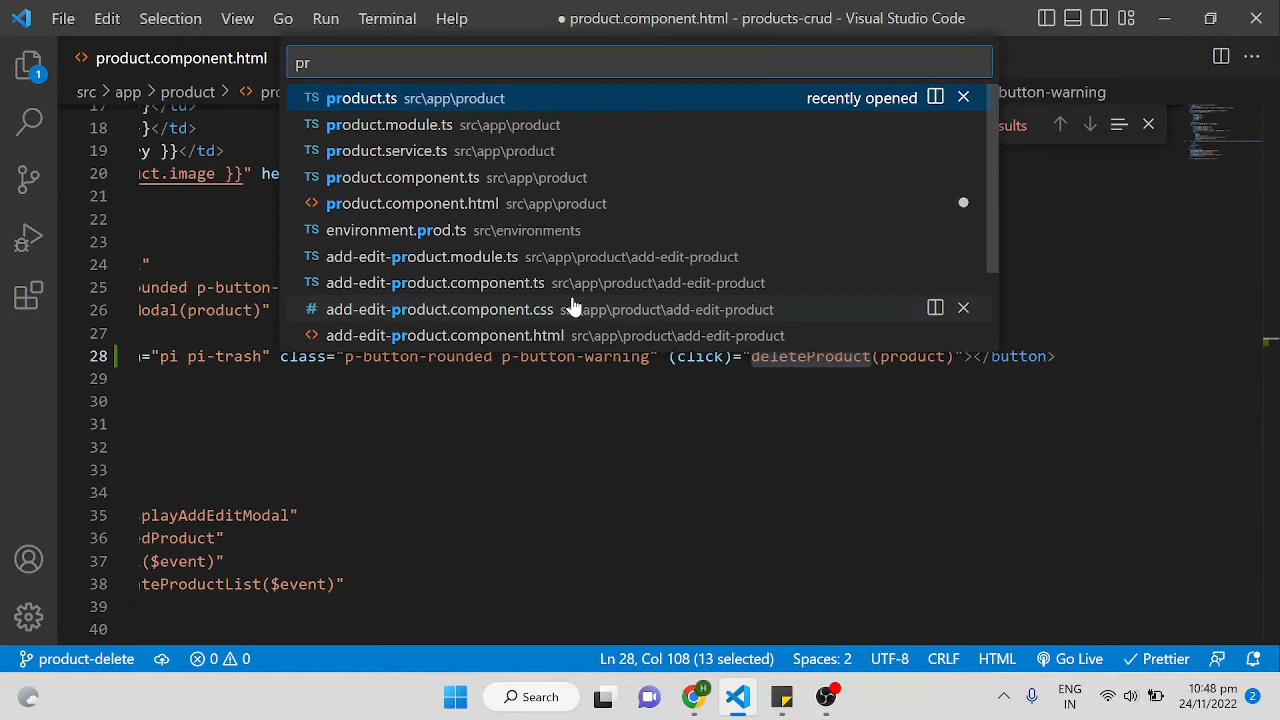 File Edit Selection View Go Run Terminal Help ● product.component.html - products-crud - Visual Studio Code
product.component.html
src > app > product > pro button-warning
pr
TS product.ts src\app\product recently opened
TS product.module.ts src\app\product
TS product.service.ts src\app\product
TS product.component.ts src\app\product
<> product.component.html src\app\product
environment.prod.ts src\environments
TS add-edit-product.module.ts src\app\product\add-edit-product
TS add-edit-product.component.ts src\app\product\add-edit-product
# add-edit-product.component.css src\app\product\add-edit-product
<> add-edit-product.component.html src\app\product\add-edit-product
sults
17 }}</td>
18 }}</td>
19 ey }}</td>
20 uct.image }}" he
21
22
23
24 "
25 ounded p-button-
26 Modal(product)"
27
28 ="pi pi-trash" class="p-button-rounded p-button-warning" (click)="deleteProduct(product)"></button>
29
30
31
32
33
34
35 playAddEditModal"
36 edProduct"
37 ($event)"
38 teProductList($event)"
39
40
1
product-delete 0 0 Ln 28, Col 108 (13 selected) Spaces: 2 UTF-8 CRLF HTML Go Live Prettier
Search H ENG IN 10:48 pm 24/11/2022 2